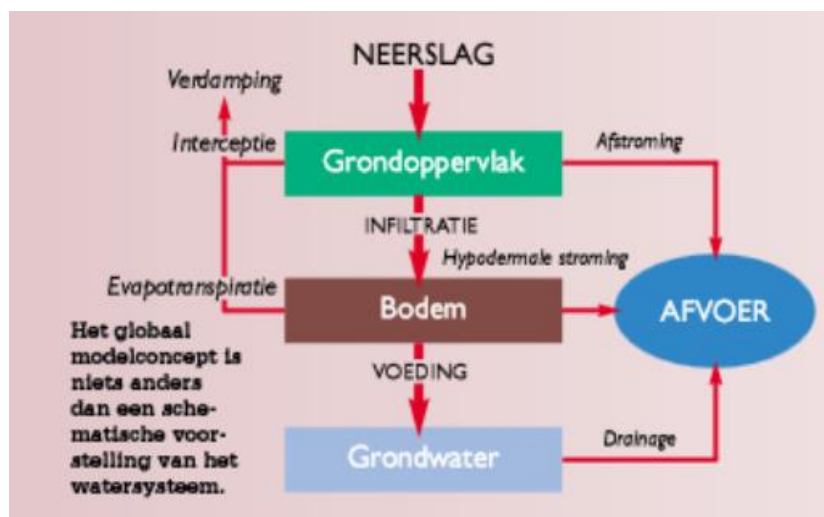 NEERSLAG
Verdamping
Interceptie
Grondoppervlak
Afstroming
INFILTRATIE
Hypodermale stroming
Evapotranspiratie
Bodem
AFVOER
Het globaal
modelconcept is
niets anders
dan een sche-
matische voor-
stelling van het
watersysteem.
VOEDING
Grondwater
Drainage